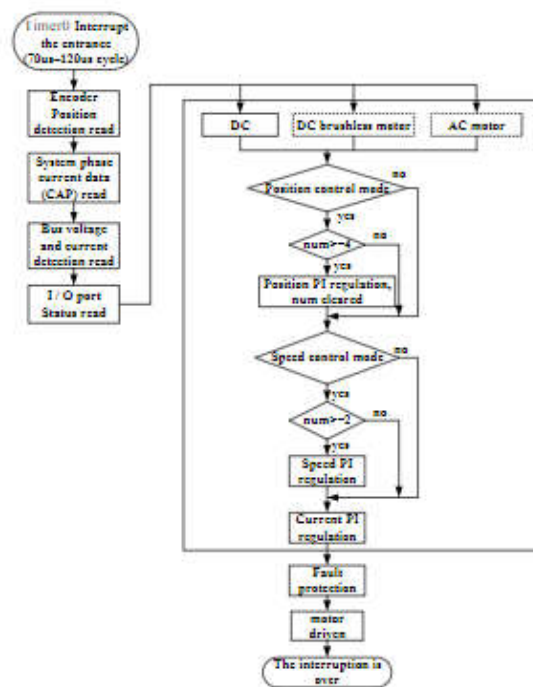 Timer0 Interrupt
the entrance
(70us-120us cycle)
Encoder
Position
detection read
System phase
current data
(CAP) read
Bus voltage
and current
detection read
I / O port
Status read
DC
DC brushless motor
AC motor
Position control mode
no
yes
num>=4
no
yes
Position PI regulation,
num cleared
Speed control mode
no
yes
num>=2
no
yes
Speed PI
regulation
Current PI
regulation
Fault
protection
motor
driven
The interruption is
over